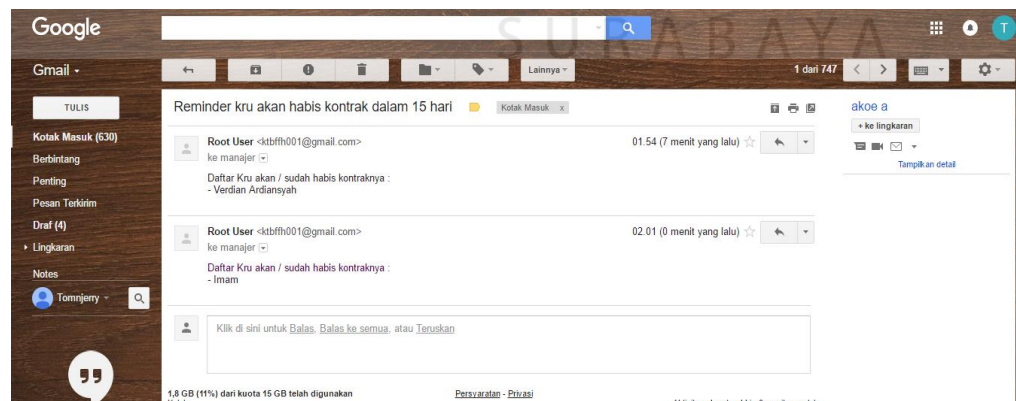 SURABAYA
Google
T
Gmail
Lainnya
1 dari 747
TULIS
Kotak Masuk (630)
Berbintang
Penting
Pesan Terkirim
Draf (4)
Lingkaran
Notes
Tomnjerry
Reminder kru akan habis kontrak dalam 15 hari
Kotak Masuk x
Root User <ktbffh001@gmail.com>
01.54 (7 menit yang lalu)
ke manajer
Daftar Kru akan / sudah habis kontraknya :
- Verdian Ardiansyah
Root User <ktbffh001@gmail.com>
02.01 (0 menit yang lalu)
ke manajer
Daftar Kru akan / sudah habis kontraknya :
- Imam
Klik di sini untuk Balas, Balas ke semua, atau Teruskan
1,8 GB (11%) dari kuota 15 GB telah digunakan
Persyaratan - Privasi
akoe a
+ ke lingkaran
Tampilkan detail